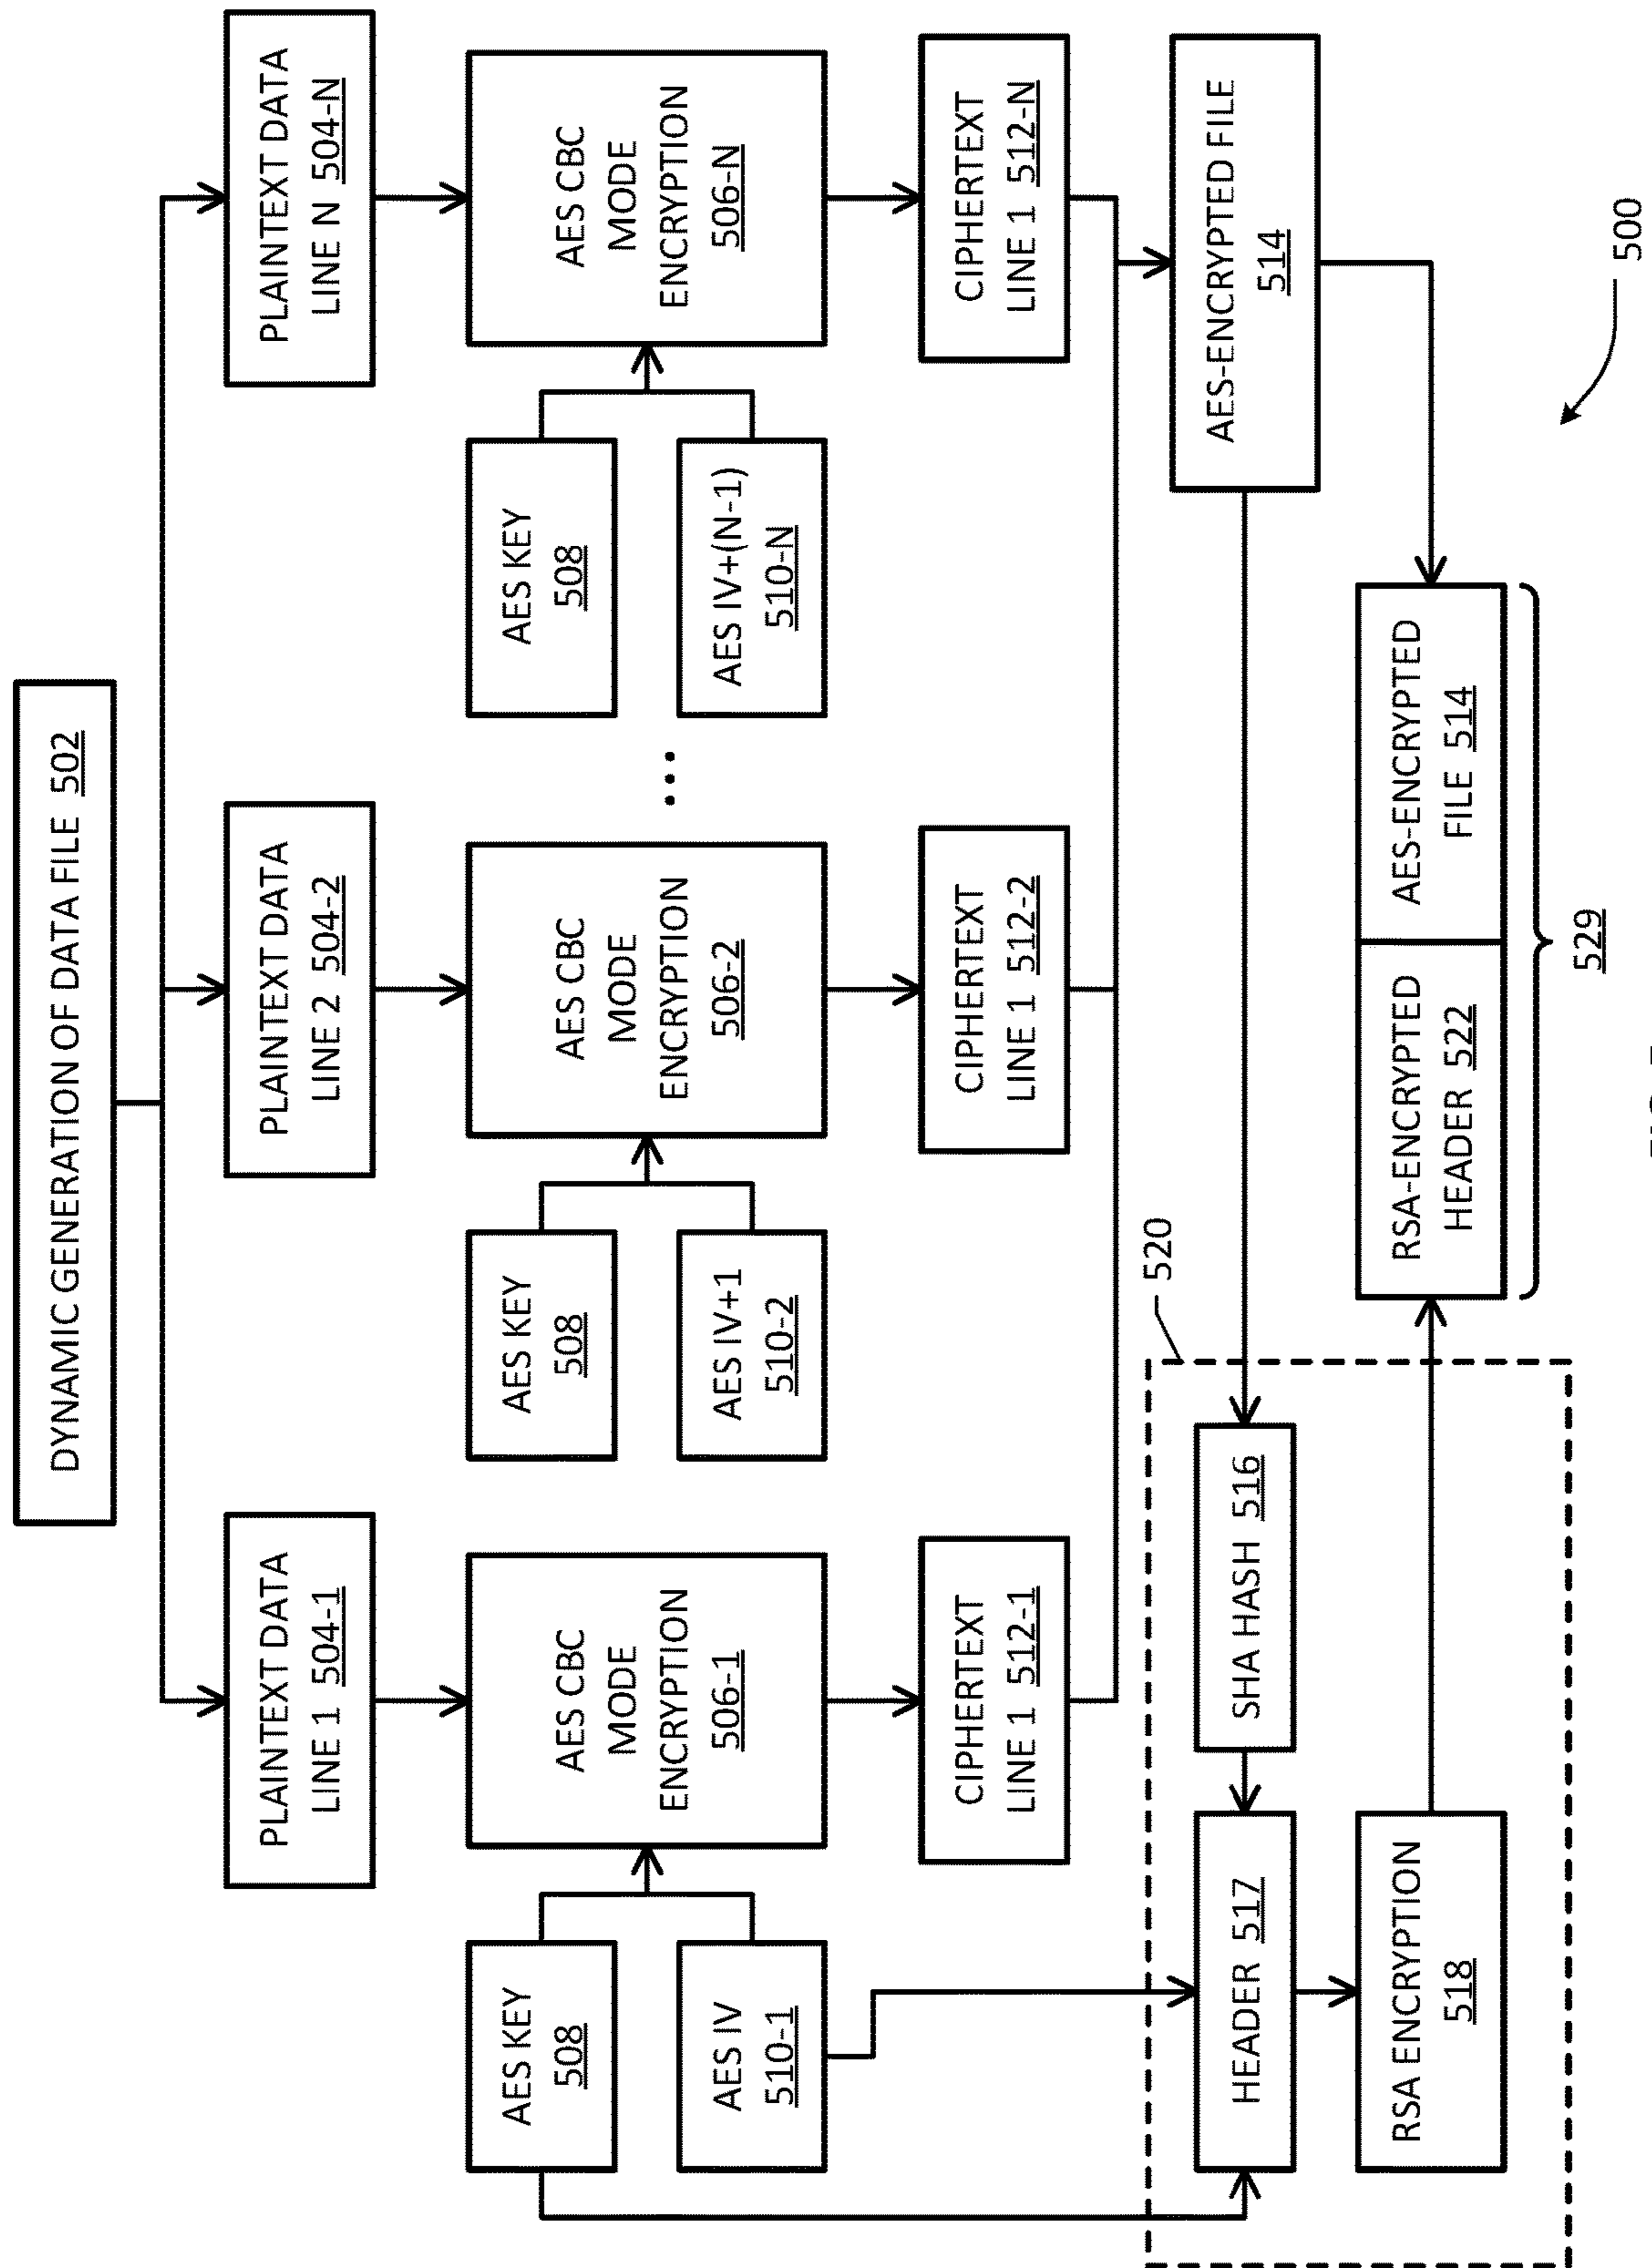 DYNAMIC GENERATION OF DATA FILE 502
PLAINTEXT DATA
LINE 1 504-1
PLAINTEXT DATA
LINE 2 504-2
PLAINTEXT DATA
LINE N 504-N
AES KEY
508
AES IV
510-1
AES CBC
MODE
ENCRYPTION
506-1
AES KEY
508
AES IV+1
510-2
AES CBC
MODE
ENCRYPTION
506-2
...
AES KEY
508
AES IV+(N-1)
510-N
AES CBC
MODE
ENCRYPTION
506-N
CIPHERTEXT
LINE 1 512-1
CIPHERTEXT
LINE 1 512-2
CIPHERTEXT
LINE 1 512-N
520
HEADER 517
SHA HASH 516
AES-ENCRYPTED FILE
514
RSA ENCRYPTION
518
RSA-ENCRYPTED
HEADER 522
AES-ENCRYPTED
FILE 514
529
500